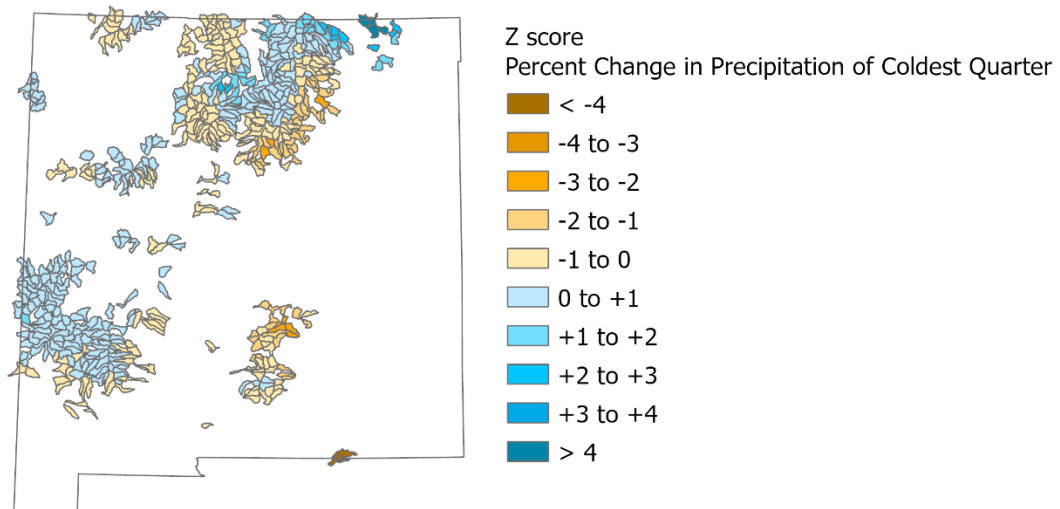 Z score
Percent Change in Precipitation of Coldest Quarter
< -4
-4 to -3
-3 to -2
-2 to -1
-1 to 0
0 to +1
+1 to +2
+2 to +3
+3 to +4
> 4